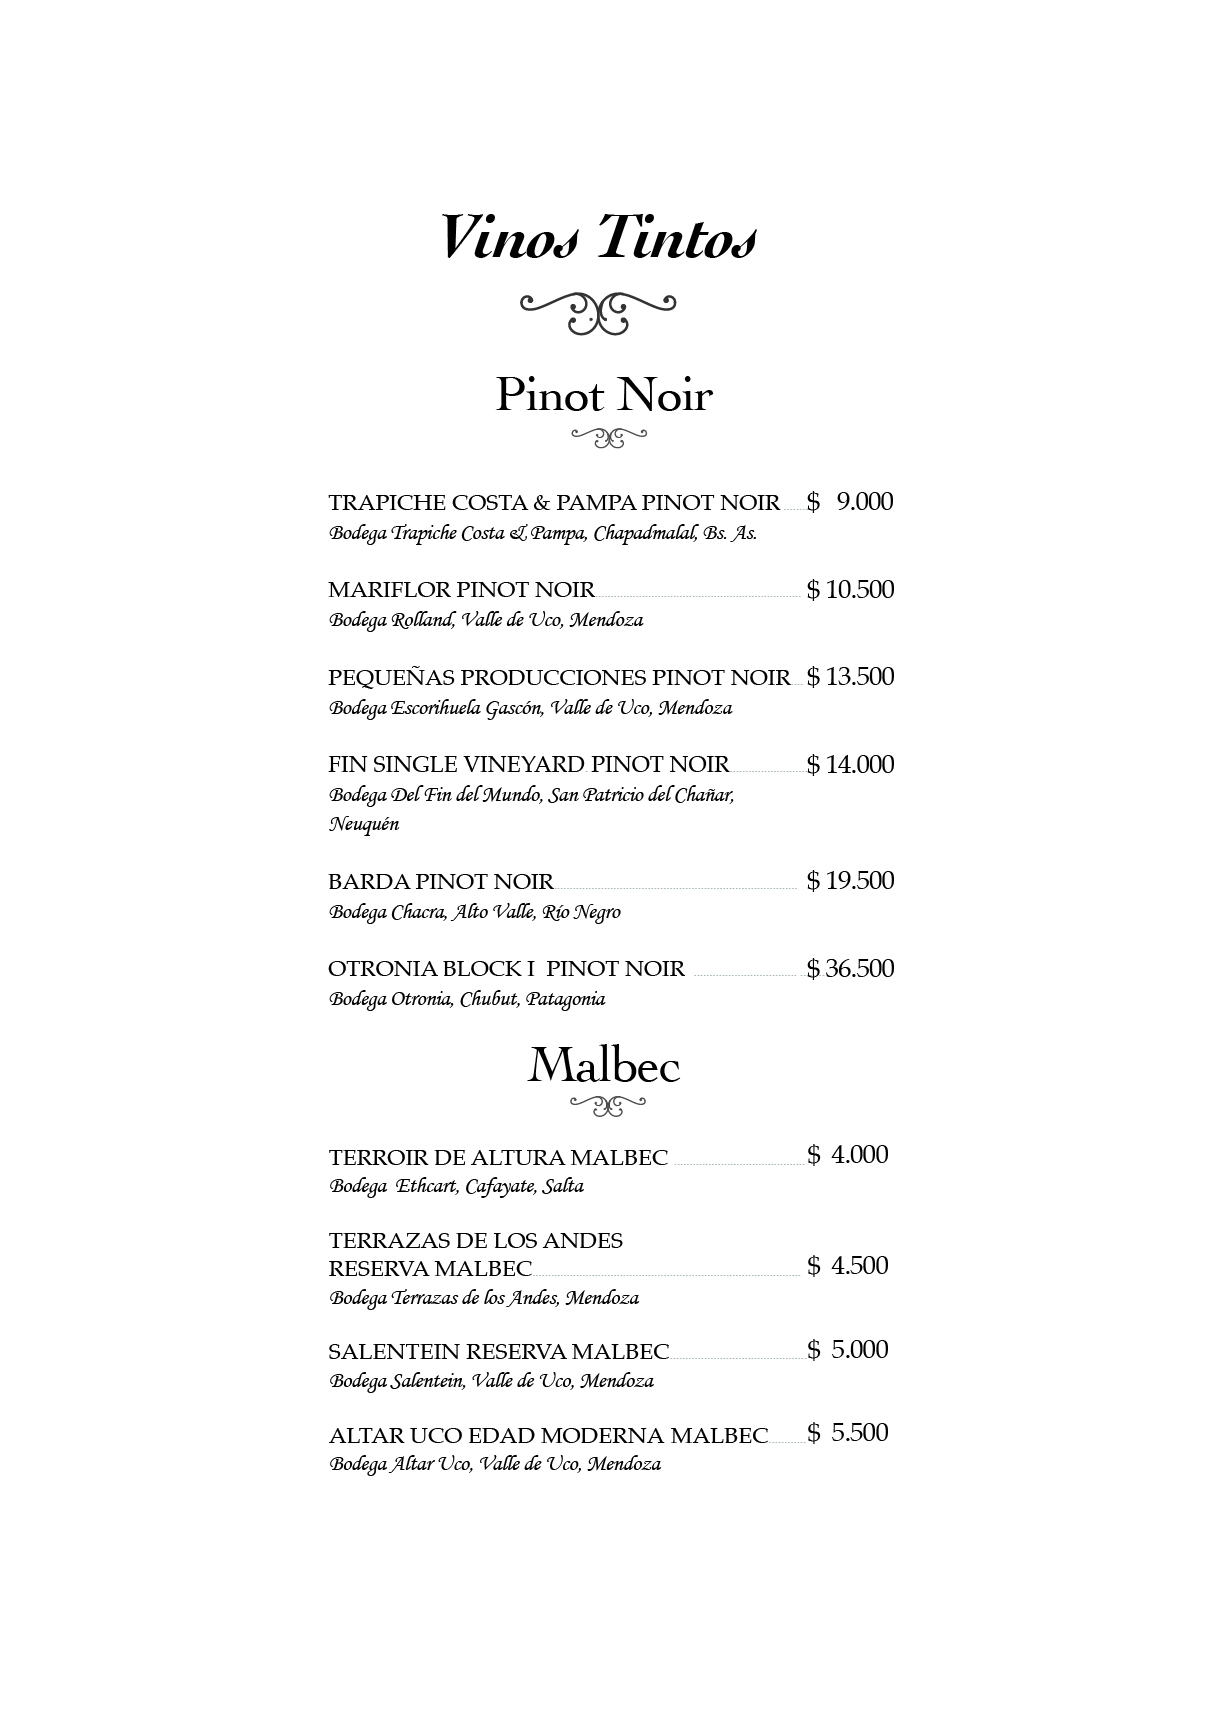 Vinos Tintos
Pinot Noir
TRAPICHE COSTA & PAMPA PINOT NOIR $ 9.000
Bodega Trapiche Costa & Pampa, Chapadmalal, Bs. As.
MARIFLOR PINOT NOIR $ 10.500
Bodega Rolland, Valle de Uco, Mendoza
PEQUEÑAS PRODUCCIONES PINOT NOIR $ 13.500
Bodega Escorihuela Gascón, Valle de Uco, Mendoza
FIN SINGLE VINEYARD PINOT NOIR $ 14.000
Bodega Del Fin del Mundo, San Patricio del Chañar,
Neuquén
BARDA PINOT NOIR $ 19.500
Bodega Chacra, Alto Valle, Río Negro
OTRONIA BLOCK I PINOT NOIR $ 36.500
Bodega Otronia, Chubut, Patagonia
Malbec
TERROIR DE ALTURA MALBEC $ 4.000
Bodega Ethcart, Cafayate, Salta
TERRAZAS DE LOS ANDES
RESERVA MALBEC $ 4.500
Bodega Terrazas de los Andes, Mendoza
SALENTEIN RESERVA MALBEC $ 5.000
Bodega Salentein, Valle de Uco, Mendoza
ALTAR UCO EDAD MODERNA MALBEC $ 5.500
Bodega Altar Uco, Valle de Uco, Mendoza